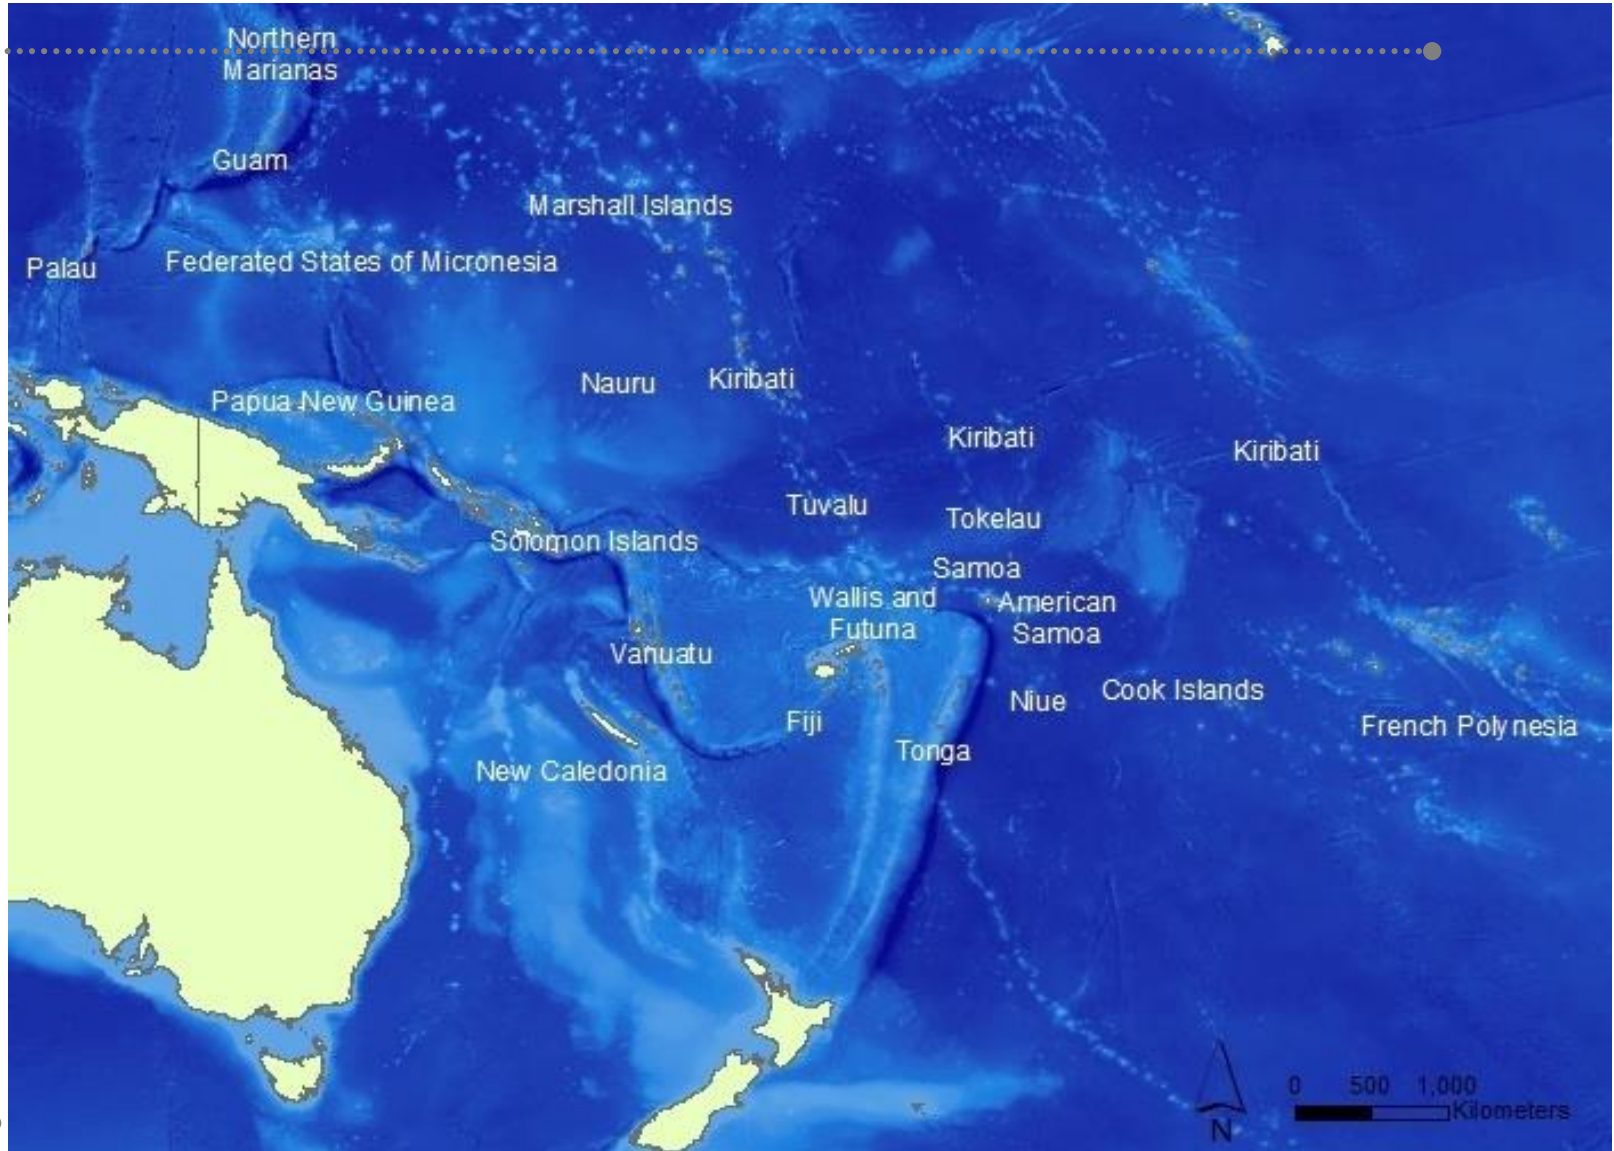 Northern
Marianas
Guam
Marshall Islands
Palau
Federated States of Micronesia
Nauru
Kiribati
Papua New Guinea
Kiribati
Kiribati
Tuvalu
Tokelau
Solomon Islands
Samoa
Wallis and
Futuna
American
Samoa
Vanuatu
Niue
Cook Islands
Fiji
French Polynesia
Tonga
New Caledonia
0 500 1,000
Kilometers
N